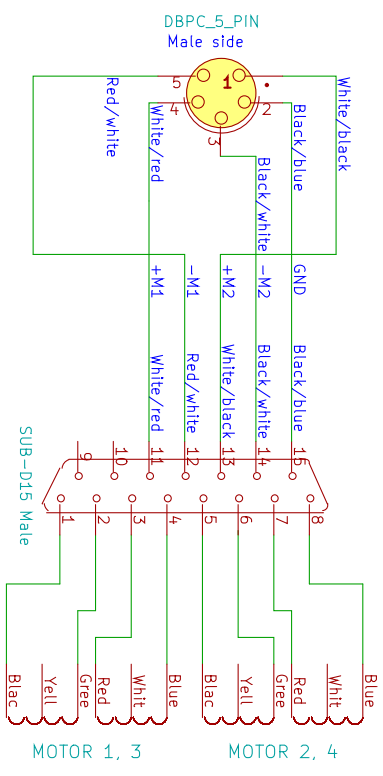 DBPC_5_PIN
Male side
5
1
4
2
3
Red/white
White/red
Black/white
Black/blue
White/black
+M1
-M1
+M2
-M2
GND
White/red
Red/white
White/black
Black/white
Black/blue
SUB-D15 Male
9
10
11
12
13
14
15
1
2
3
4
5
6
7
8
Blac
Yell
Gree
Red
Whit
Blue
Blac
Yell
Gree
Red
Whit
Blue
MOTOR 1, 3
MOTOR 2, 4